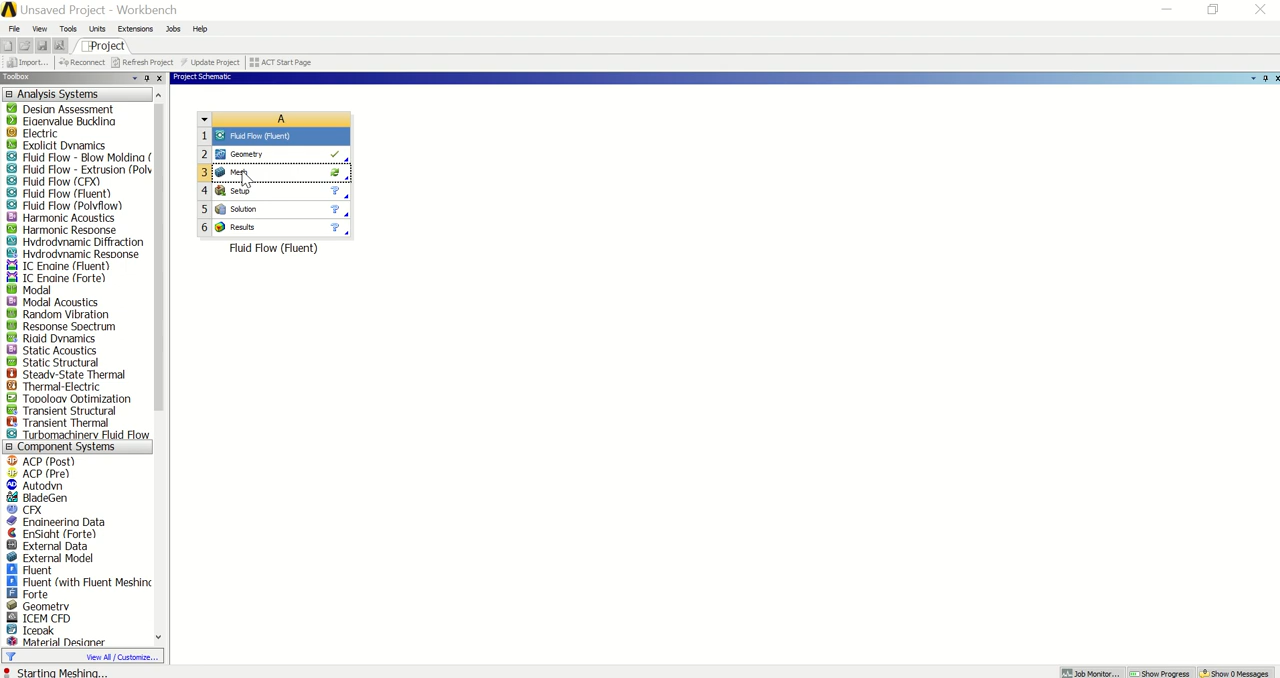 Unsaved Project - Workbench
File View Tools Units Extensions Jobs Help
Project
Import... Reconnect Refresh Project Update Project ACT Start Page
Toolbox
Project Schematic
Analysis Systems
Design Assessment
Eigenvalue Buckling
Electric
Explicit Dynamics
Fluid Flow - Blow Molding (
Fluid Flow - Extrusion (Poly
Fluid Flow (CFX)
Fluid Flow (Fluent)
Fluid Flow (Polyflow)
Harmonic Acoustics
Harmonic Response
Hydrodynamic Diffraction
Hydrodynamic Response
IC Engine (Fluent)
IC Engine (Forte)
Modal
Modal Acoustics
Random Vibration
Response Spectrum
Rigid Dynamics
Static Acoustics
Static Structural
Steady-State Thermal
Thermal-Electric
Topology Optimization
Transient Structural
Transient Thermal
Turbomachinery Fluid Flow
Component Systems
ACP (Post)
ACP (Pre)
Autodyn
BladeGen
CFX
Engineering Data
EnSight (Forte)
External Data
External Model
Fluent
Fluent (with Fluent Meshing
Forte
Geometry
ICEM CFD
Icepak
Material Designer
View All / Customize...
A
1 Fluid Flow (Fluent)
2 Geometry
3 Mesh
4 Setup
5 Solution
6 Results
Fluid Flow (Fluent)
Starting Meshing...
Job Monitor... Show Progress Show 0 Messages